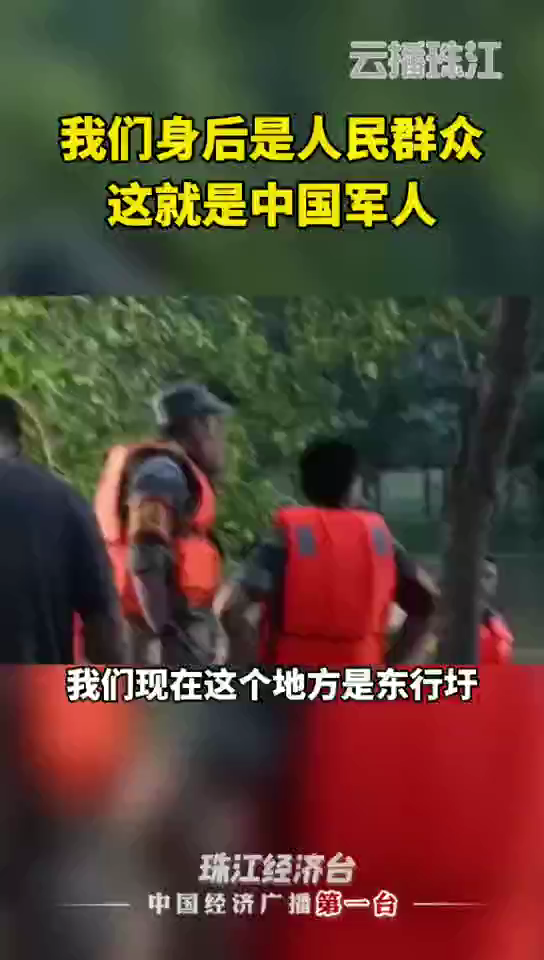 云播珠江
我们身后是人民群众
这就是中国军人
我们现在这个地方是东行圩
珠江经济台
中国经济广播第一台